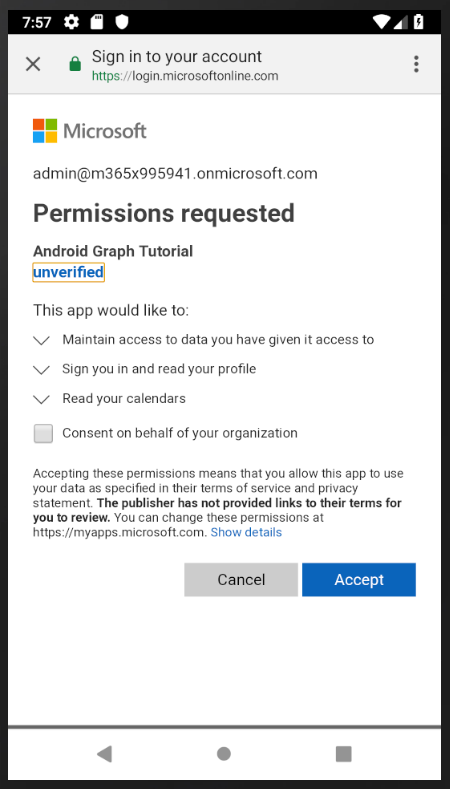 7:57
Sign in to your account
https://login.microsoftonline.com
Microsoft
admin@m365x995941.onmicrosoft.com
Permissions requested
Android Graph Tutorial
unverified
This app would like to:
Maintain access to data you have given it access to
Sign you in and read your profile
Read your calendars
Consent on behalf of your organization
Accepting these permissions means that you allow this app to use
your data as specified in their terms of service and privacy
statement. The publisher has not provided links to their terms for
you to review. You can change these permissions at
https://myapps.microsoft.com. Show details
Cancel Accept